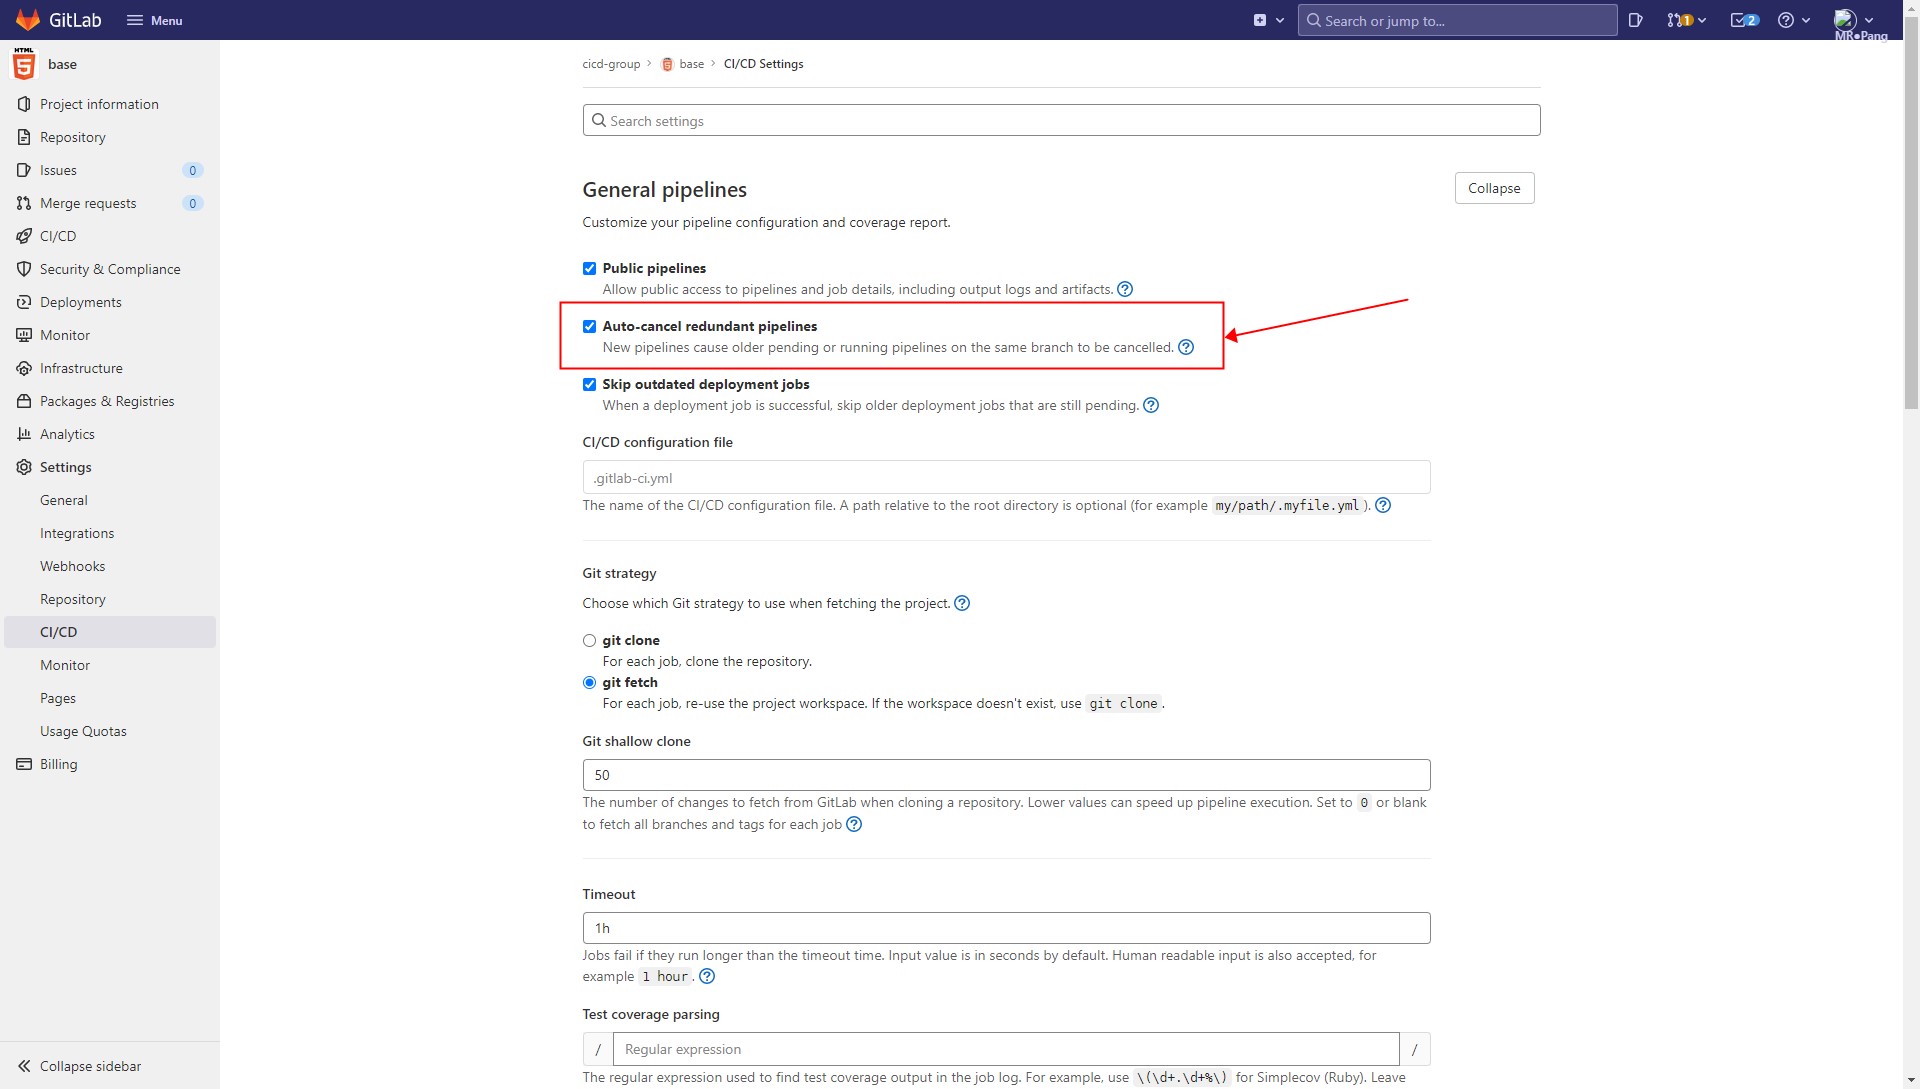 GitLab
Menu
Search or jump to...
1
2
MR●Pang
HTML
base
Project information
Repository
Issues
0
Merge requests
0
CI/CD
Security & Compliance
Deployments
Monitor
Infrastructure
Packages & Registries
Analytics
Settings
General
Integrations
Webhooks
Repository
CI/CD
Monitor
Pages
Usage Quotas
Billing
Collapse sidebar
cicd-group › base › CI/CD Settings
Search settings
General pipelines
Collapse
Customize your pipeline configuration and coverage report.
Public pipelines
Allow public access to pipelines and job details, including output logs and artifacts.
Auto-cancel redundant pipelines
New pipelines cause older pending or running pipelines on the same branch to be cancelled.
Skip outdated deployment jobs
When a deployment job is successful, skip older deployment jobs that are still pending.
CI/CD configuration file
.gitlab-ci.yml
The name of the CI/CD configuration file. A path relative to the root directory is optional (for example my/path/.myfile.yml).
Git strategy
Choose which Git strategy to use when fetching the project.
git clone
For each job, clone the repository.
git fetch
For each job, re-use the project workspace. If the workspace doesn't exist, use git clone.
Git shallow clone
50
The number of changes to fetch from GitLab when cloning a repository. Lower values can speed up pipeline execution. Set to 0 or blank
to fetch all branches and tags for each job
Timeout
1h
Jobs fail if they run longer than the timeout time. Input value is in seconds by default. Human readable input is also accepted, for
example 1 hour.
Test coverage parsing
/ Regular expression /
The regular expression used to find test coverage output in the job log. For example, use \(\d+.\d+%\) for Simplecov (Ruby). Leave